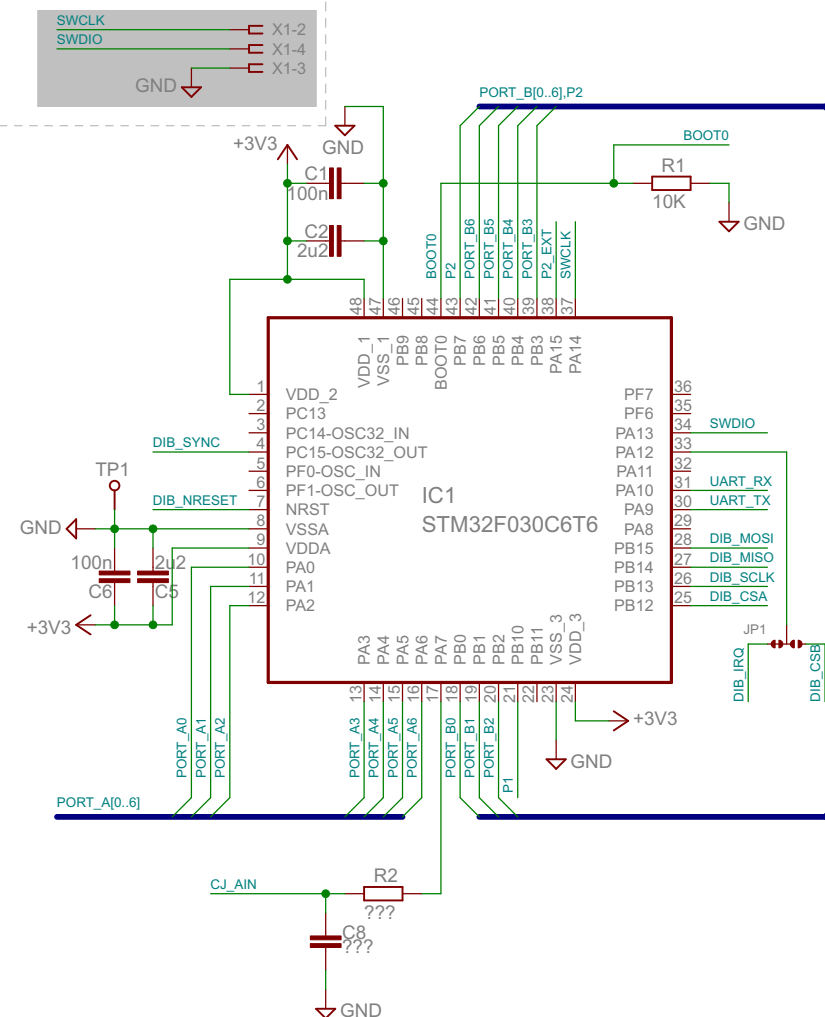 SWCLK
X1-2
SWDIO
X1-4
X1-3
GND
PORT_B[0..6],P2
+3V3
GND
BOOT0
C1
100n
R1
10K
GND
C2
2u2
BOOT0
P2
PORT_B6
PORT_B5
PORT_B4
PORT_B3
P2_EXT
SWCLK
48
47
46
45
44
43
42
41
40
39
38
37
VDD_1
VSS_1
PB9
PB8
BOOT0
PB7
PB6
PB5
PB4
PB3
PA15
PA14
1 VDD_2
2 PC13
3 PC14-OSC32_IN
DIB_SYNC 4 PC15-OSC32_OUT
5 PF0-OSC_IN
6 PF1-OSC_OUT
DIB_NRESET 7 NRST
8 VSSA
9 VDDA
10 PA0
11 PA1
12 PA2
TP1
GND
100n
C6
2u2
C5
+3V3
IC1
STM32F030C6T6
PF7 36
PF6 35
PA13 34 SWDIO
PA12 33
PA11 32
PA10 31 UART_RX
PA9 30 UART_TX
PA8 29
PB15 28 DIB_MOSI
PB14 27 DIB_MISO
PB13 26 DIB_SCLK
PB12 25 DIB_CSA
JP1
DIB_IRQ
DIB_CSB
PA3
PA4
PA5
PA6
PA7
PB0
PB1
PB2
PB10
PB11
VSS_3
VDD_3
13
14
15
16
17
18
19
20
21
22
23
24
PORT_A0
PORT_A1
PORT_A2
PORT_A3
PORT_A4
PORT_A5
PORT_A6
PORT_B0
PORT_B1
PORT_B2
P1
+3V3
GND
PORT_A[0..6]
CJ_AIN
R2
???
C8
???
GND